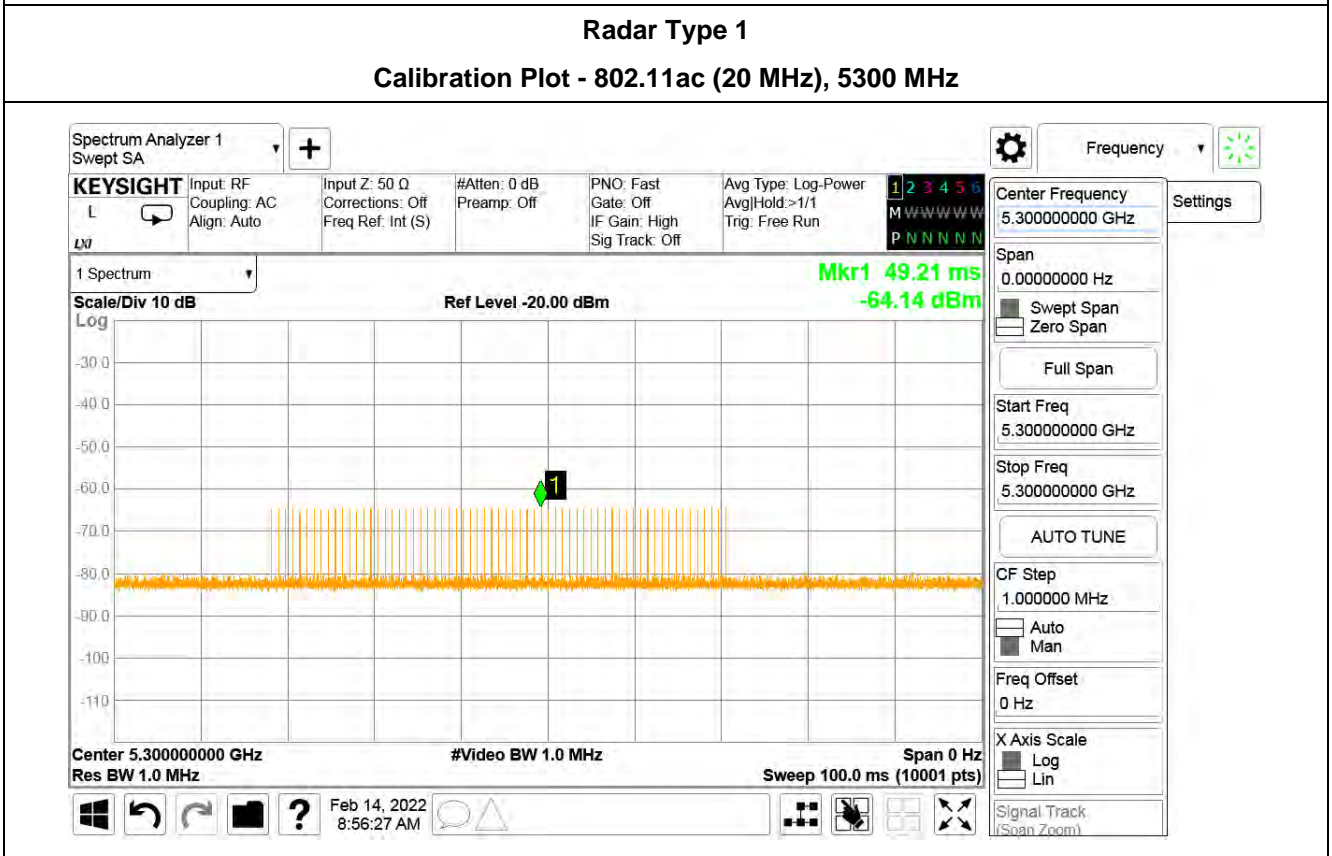 Radar Type 1
Calibration Plot - 802.11ac (20 MHz), 5300 MHz
Spectrum Analyzer 1
Swept SA
Frequency
Settings
KEYSIGHT
L
LXI
Input: RF
Coupling: AC
Align: Auto
Input Z: 50 Ω
Corrections: Off
Freq Ref: Int (S)
#Atten: 0 dB
Preamp: Off
PNO: Fast
Gate: Off
IF Gain: High
Sig Track: Off
Avg Type: Log-Power
Avg|Hold:>1/1
Trig: Free Run
1 2 3 4 5 6
M W W W W W
P N N N N N
1 Spectrum
Scale/Div 10 dB
Log
Ref Level -20.00 dBm
Mkr1 49.21 ms
-64.14 dBm
-30.0
-40.0
-50.0
-60.0
-70.0
-80.0
-90.0
-100
-110
1
Center 5.300000000 GHz
Res BW 1.0 MHz
#Video BW 1.0 MHz
Span 0 Hz
Sweep 100.0 ms (10001 pts)
?
Feb 14, 2022
8:56:27 AM
Center Frequency
5.300000000 GHz
Span
0.00000000 Hz
Swept Span
Zero Span
Full Span
Start Freq
5.300000000 GHz
Stop Freq
5.300000000 GHz
AUTO TUNE
CF Step
1.000000 MHz
Auto
Man
Freq Offset
0 Hz
X Axis Scale
Log
Lin
Signal Track
(Span Zoom)